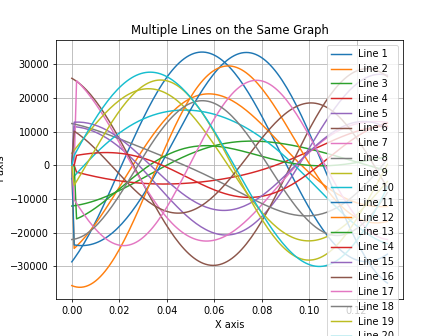 Multiple Lines on the Same Graph
30000
20000
10000
0
−10000
−20000
−30000
0.00
0.02
0.04
0.06
0.08
0.10
X axis
Line 1
Line 2
Line 3
Line 4
Line 5
Line 6
Line 7
Line 8
Line 9
Line 10
Line 11
Line 12
Line 13
Line 14
Line 15
Line 16
Line 17
Line 18
Line 19
Line 20